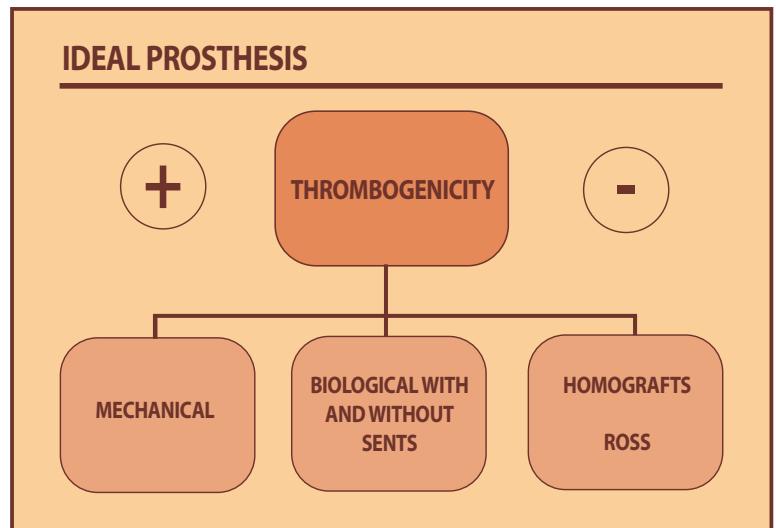 IDEAL PROSTHESIS
+
THROMBOGENICITY
-
MECHANICAL
BIOLOGICAL WITH
AND WITHOUT
SENTS
HOMOGRAFTS
ROSS